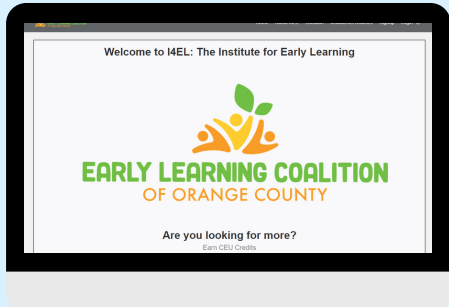 Welcome to I4EL: The Institute for Early Learning
EARLY LEARNING COALITION
OF ORANGE COUNTY
Are you looking for more?
Earn CEU Credits